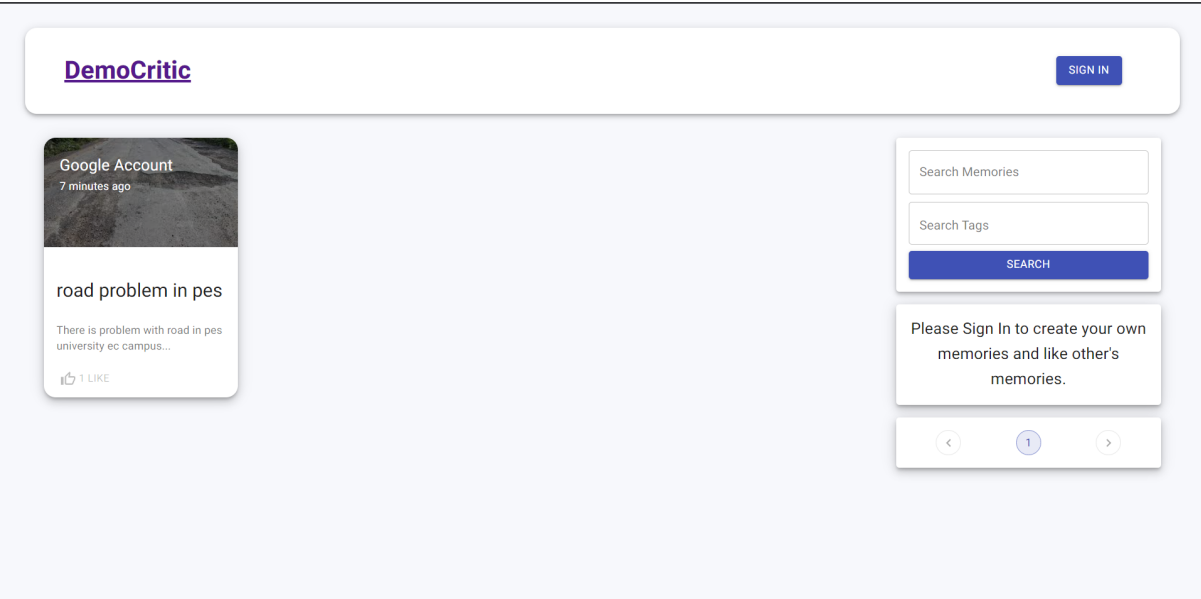 DemoCritic
SIGN IN
Google Account
7 minutes ago
road problem in pes
There is problem with road in pes
university ec campus...
1 LIKE
Search Memories
Search Tags
SEARCH
Please Sign In to create your own
memories and like other's
memories.
1